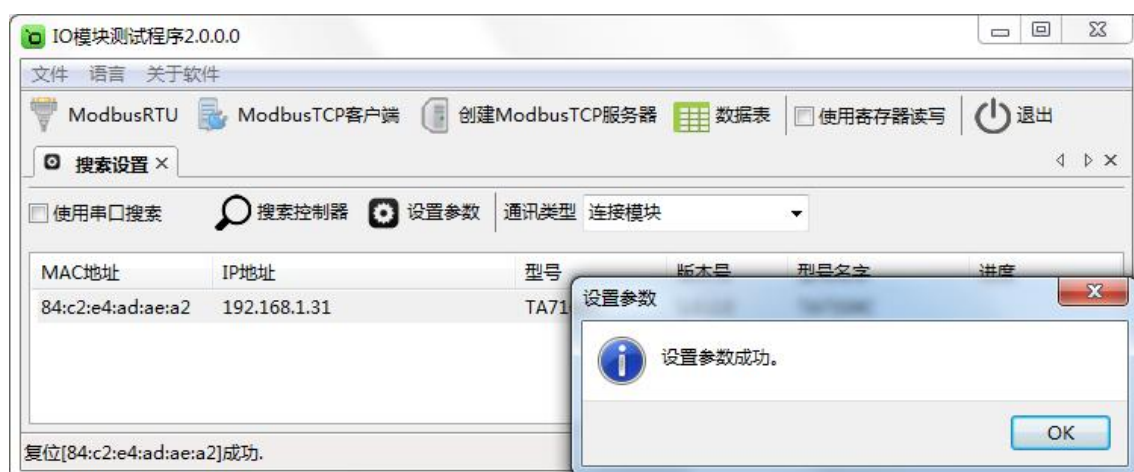 IO模块测试程序2.0.0.0
文件 语言 关于软件
ModbusRTU ModbusTCP客户端 创建ModbusTCP服务器 数据表 使用寄存器读写 退出
搜索设置
使用串口搜索 搜索控制器 设置参数 通讯类型 连接模块
MAC地址 IP地址 型号 版本号 型号名字 进度
84:c2:e4:ad:ae:a2 192.168.1.31 TA71
设置参数
设置参数成功。
OK
复位[84:c2:e4:ad:ae:a2]成功.